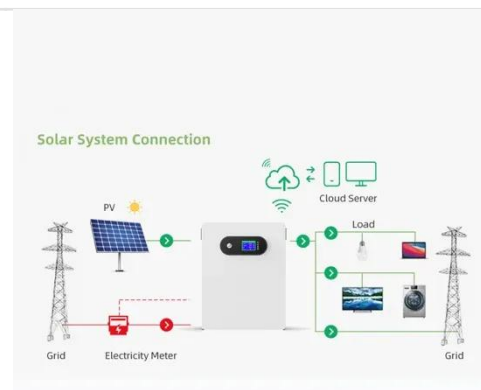 Solar System Connection
Cloud Server
PV
Load
Grid
Electricity Meter
Grid